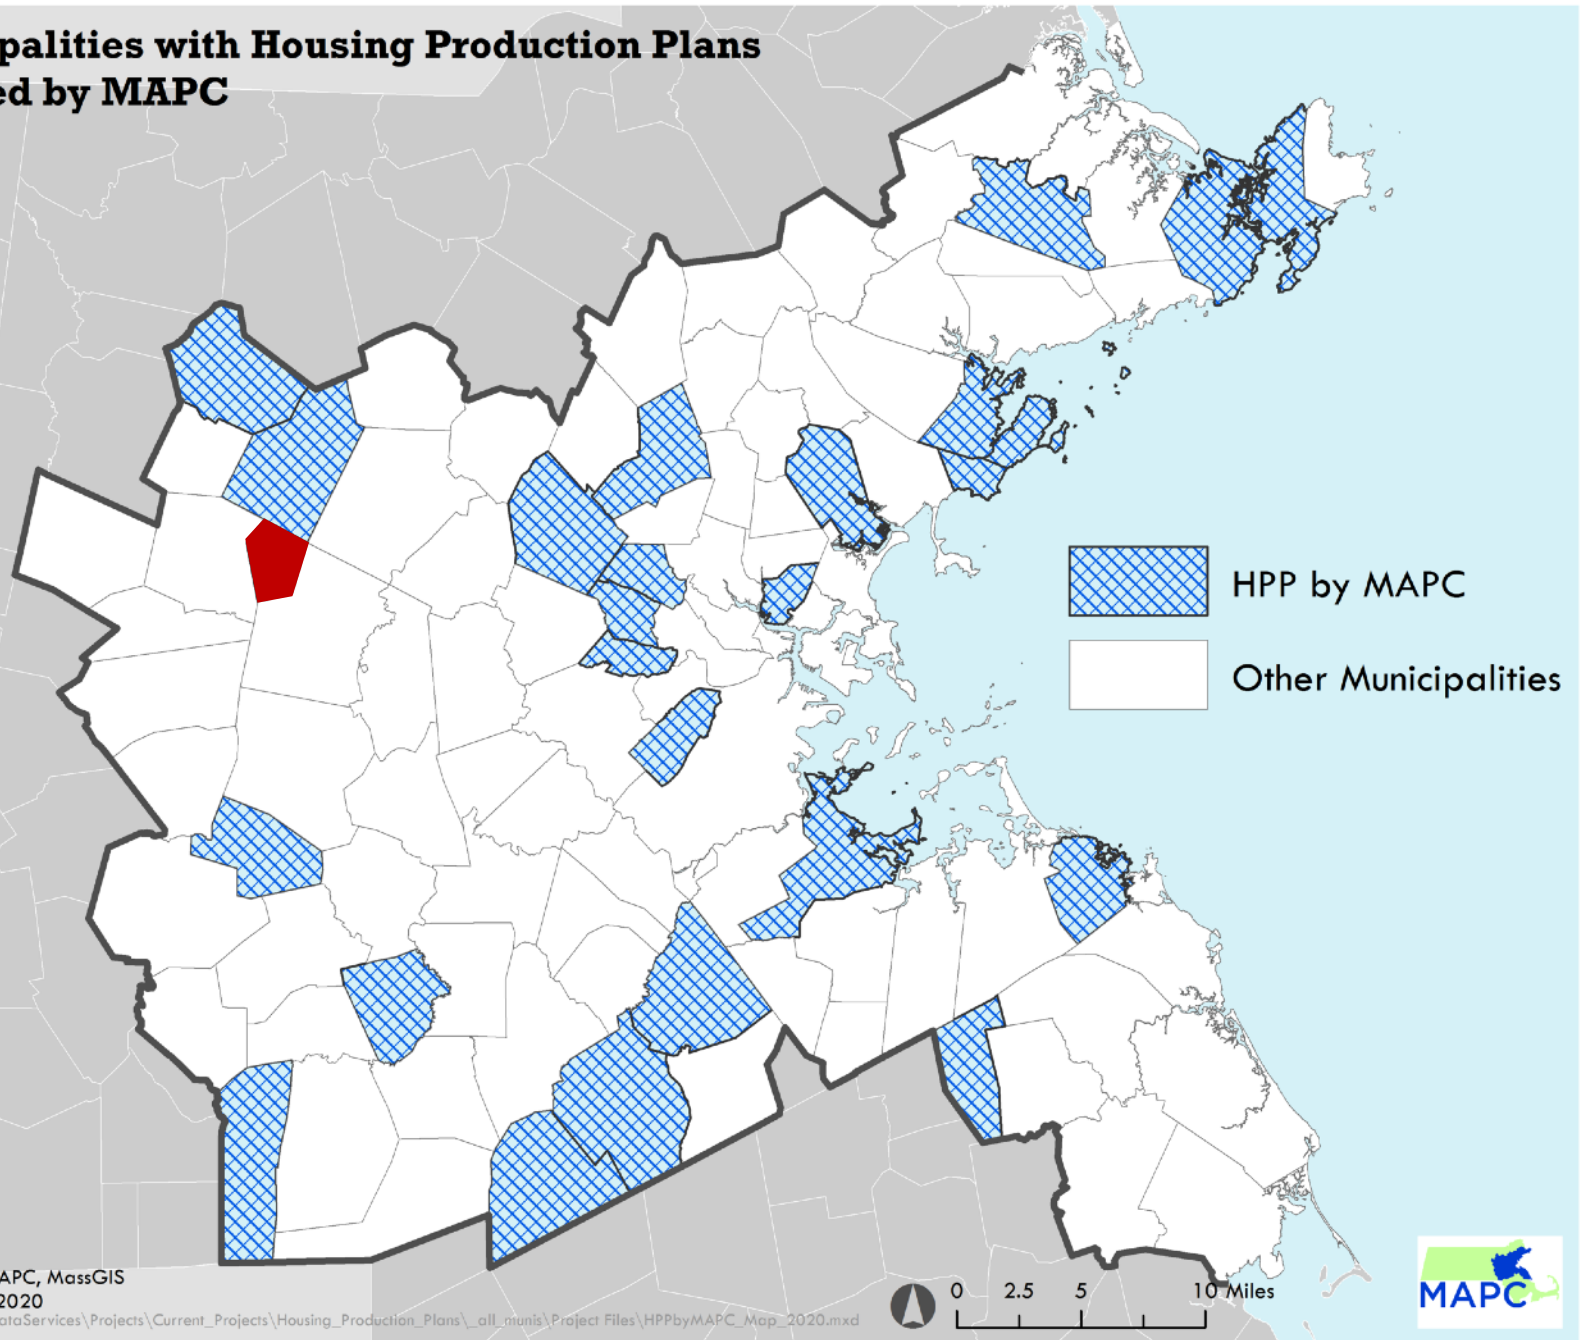 palities with Housing Production Plans
ed by MAPC
HPP by MAPC
Other Municipalities
APC, MassGIS
2020
ataServices\Projects\Current_Projects\Housing_Production_Plans\_all_munis\Project Files\HPPbyMAPC_Map_2020.mxd
0 2.5 5 10 Miles
MAPC